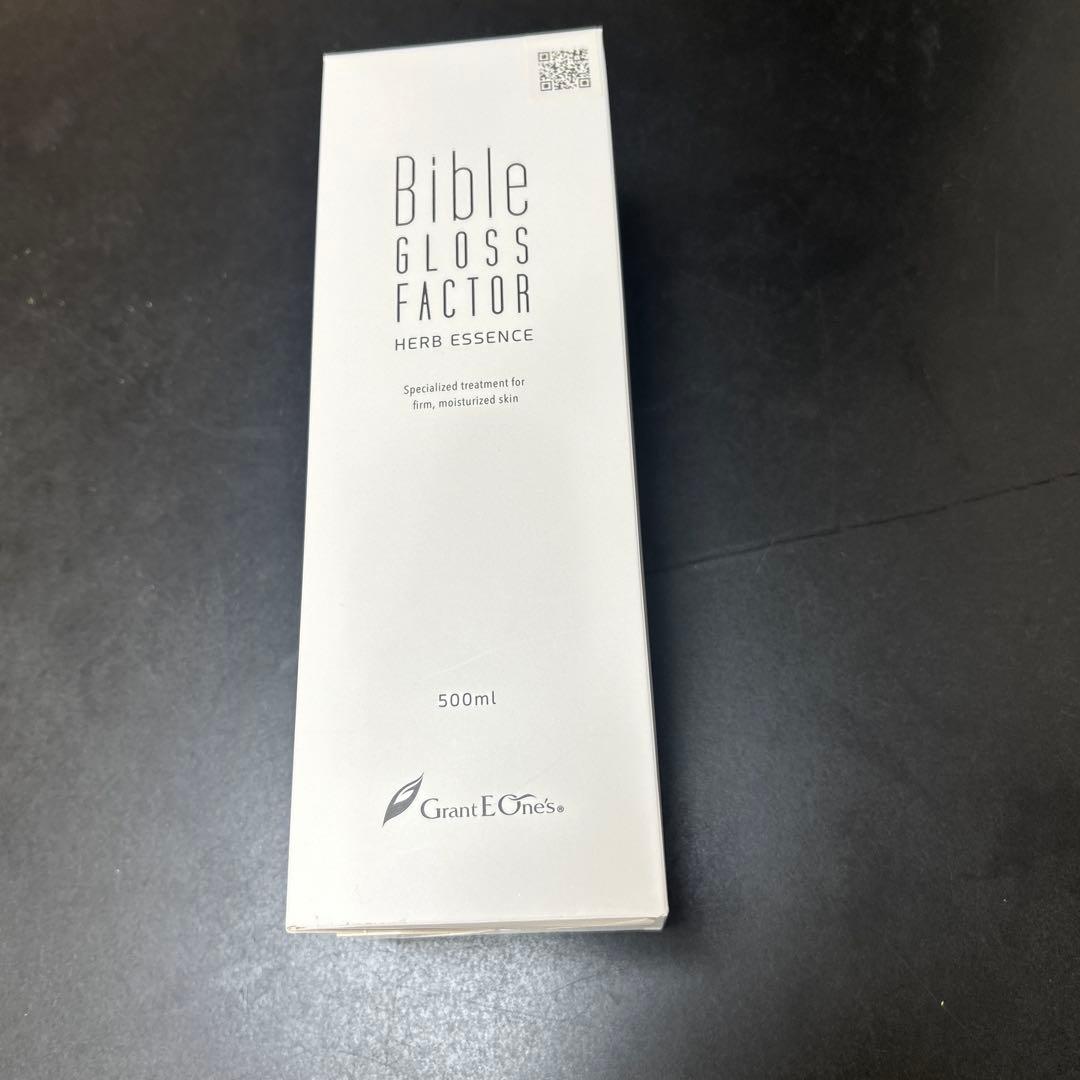 Bible
GLOSS
FACTOR
HERB ESSENCE
Specialized treatment for
firm, moisturized skin
500ml
Grant E One's®